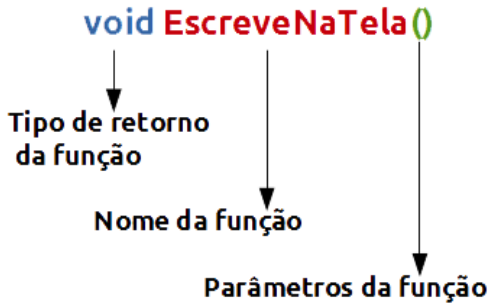 void EscreveNaTela()
Tipo de retorno
da função
Nome da função
Parâmetros da função